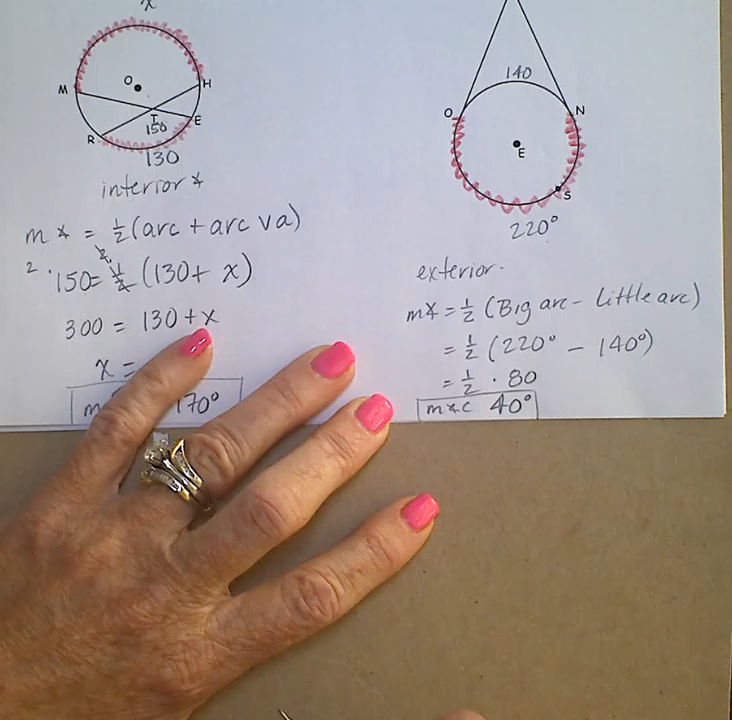 x
O
M
H
I
E
150
R
130
interior ∡
m∡ = ½(arc + arc va)
2 · 150 = ½ (130 + x) · 2
300 = 130 + x
x =
m 170°
140
O
N
E
S
220°
exterior.
m∡ = ½ (Big arc - Little arc)
= ½ (220° - 140°)
= ½ · 80
m∡C 40°